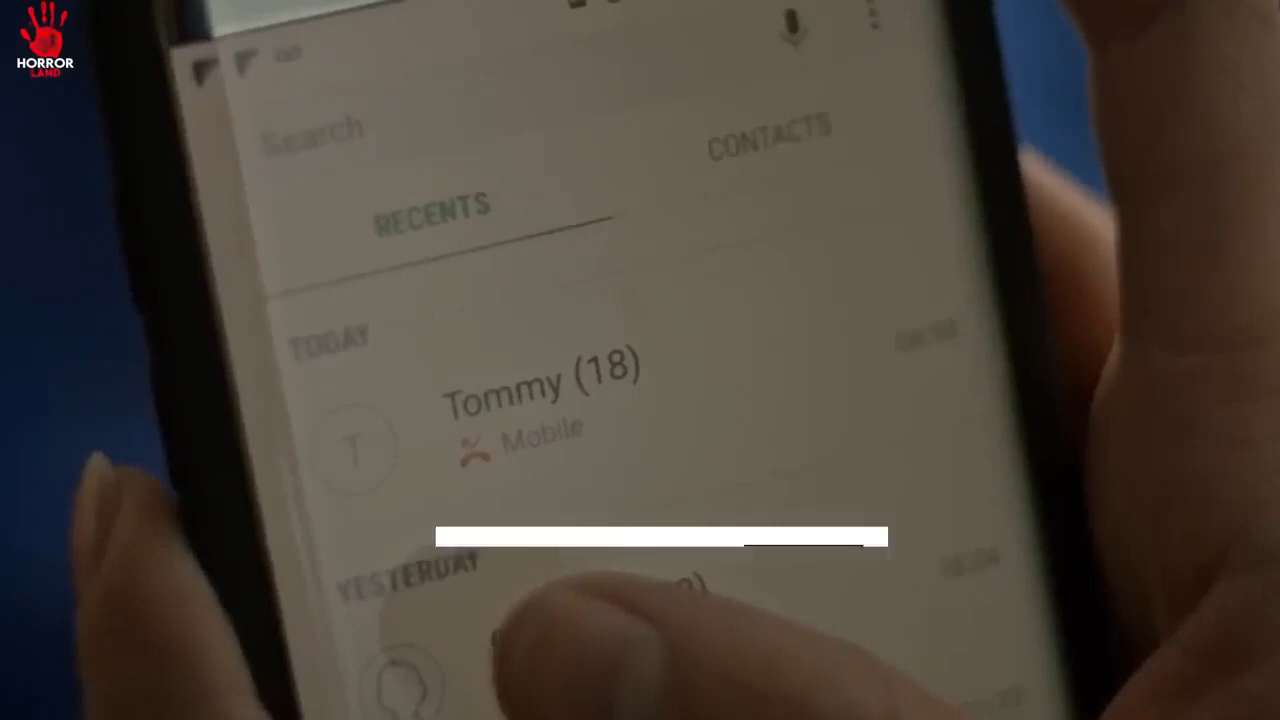 HORROR
LAND
Search
RECENTS
CONTACTS
TODAY
Tommy (18)
Mobile
T
YESTERDAY